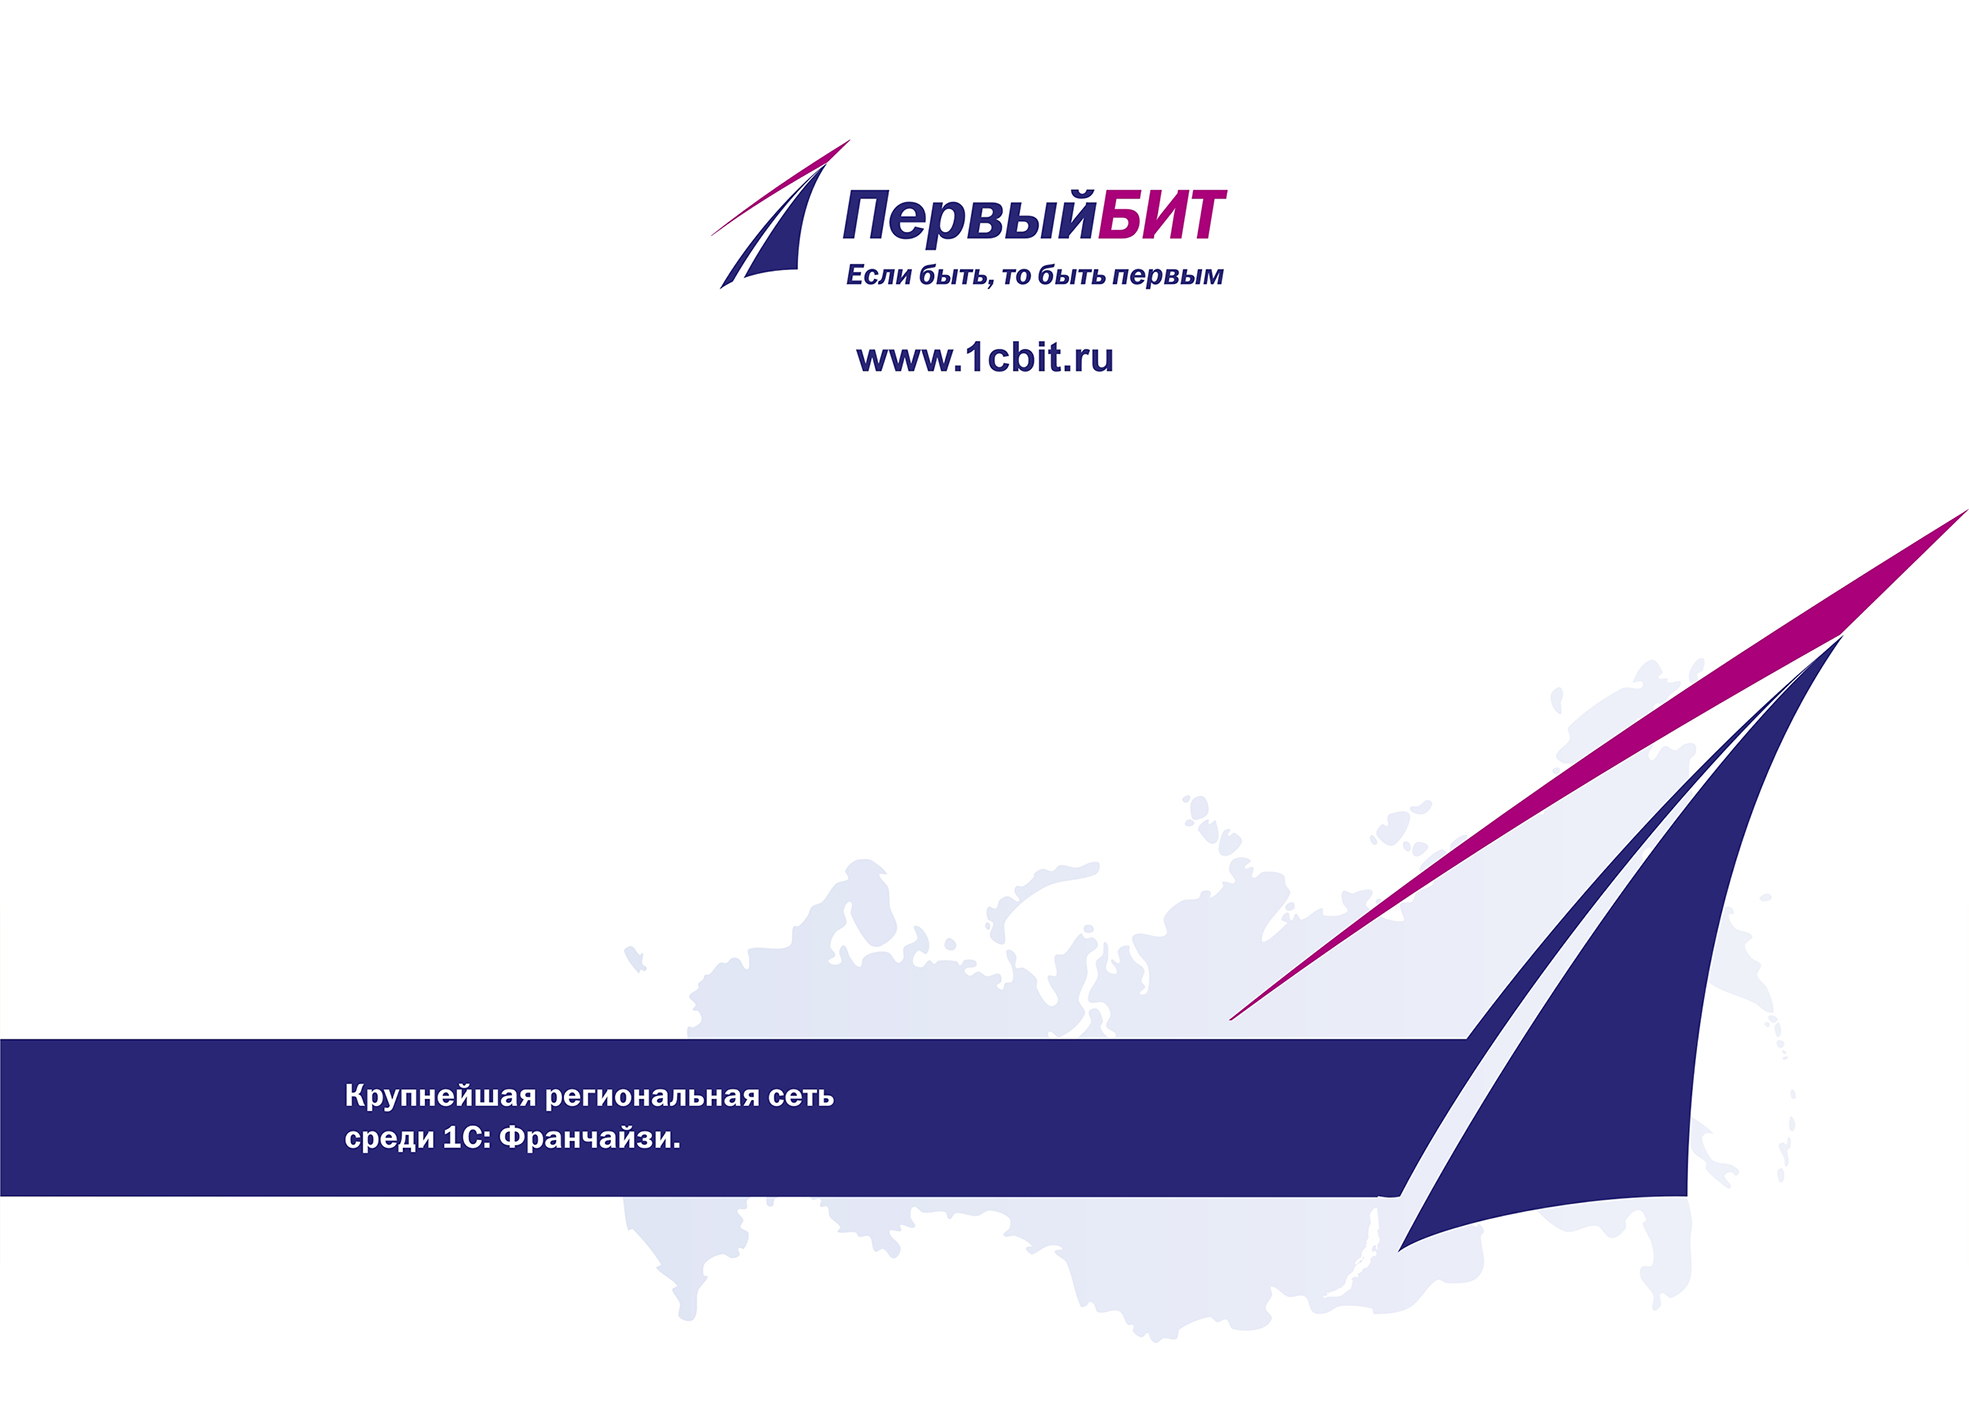 ПервыйБИТ
Если быть, то быть первым
www.1cbit.ru
Крупнейшая региональная сеть
среди 1С: Франчайзи.